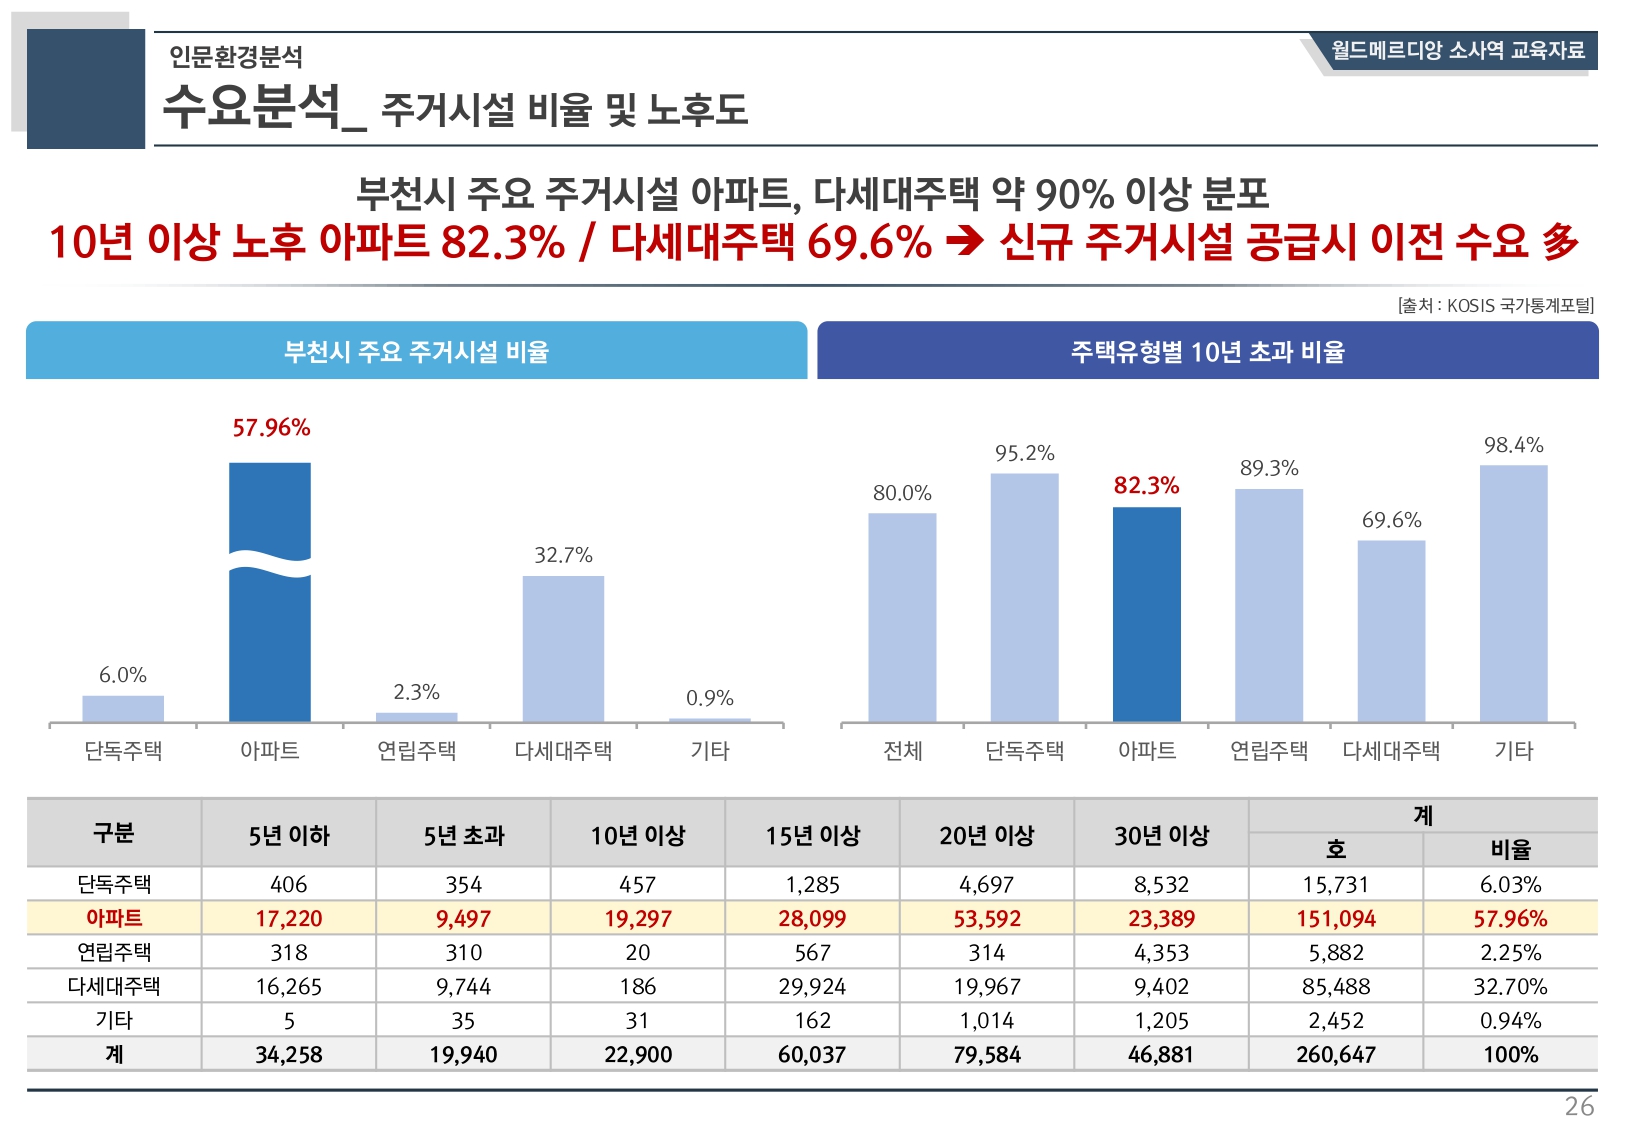 인문환경분석
월드메르디앙 소사역 교육자료
수요분석_ 주거시설 비율 및 노후도
부천시 주요 주거시설 아파트, 다세대주택 약 90% 이상 분포
10년 이상 노후 아파트 82.3% / 다세대주택 69.6% ➔ 신규 주거시설 공급시 이전 수요 多
[출처 : KOSIS 국가통계포털]
부천시 주요 주거시설 비율
57.96%
32.7%
6.0%
2.3%
0.9%
단독주택 아파트 연립주택 다세대주택 기타
주택유형별 10년 초과 비율
98.4%
95.2%
89.3%
82.3%
80.0%
69.6%
전체 단독주택 아파트 연립주택 다세대주택 기타
구분 5년 이하 5년 초과 10년 이상 15년 이상 20년 이상 30년 이상 계
호 비율
단독주택 406 354 457 1,285 4,697 8,532 15,731 6.03%
아파트 17,220 9,497 19,297 28,099 53,592 23,389 151,094 57.96%
연립주택 318 310 20 567 314 4,353 5,882 2.25%
다세대주택 16,265 9,744 186 29,924 19,967 9,402 85,488 32.70%
기타 5 35 31 162 1,014 1,205 2,452 0.94%
계 34,258 19,940 22,900 60,037 79,584 46,881 260,647 100%
26